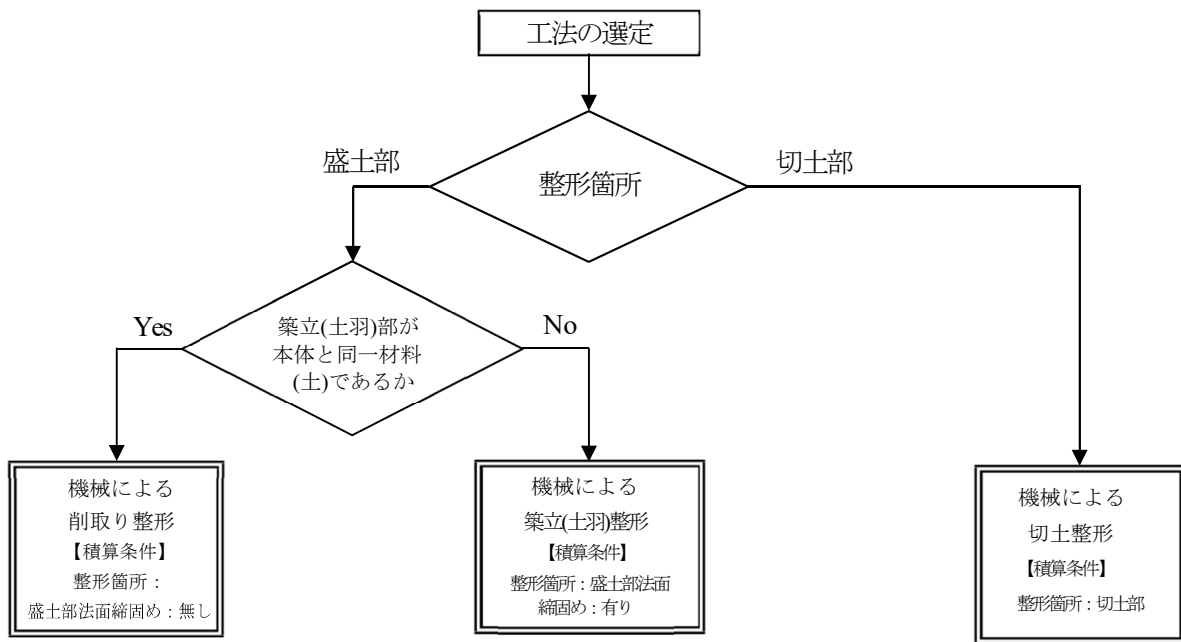 工法の選定
盛土部
整形箇所
切土部
Yes
築立(土羽)部が
本体と同一材料
(土)であるか
No
機械による
削取り整形
【積算条件】
整形箇所：
盛土部法面締固め：無し
機械による
築立(土羽)整形
【積算条件】
整形箇所：盛土部法面
締固め：有り
機械による
切土整形
【積算条件】
整形箇所：切土部